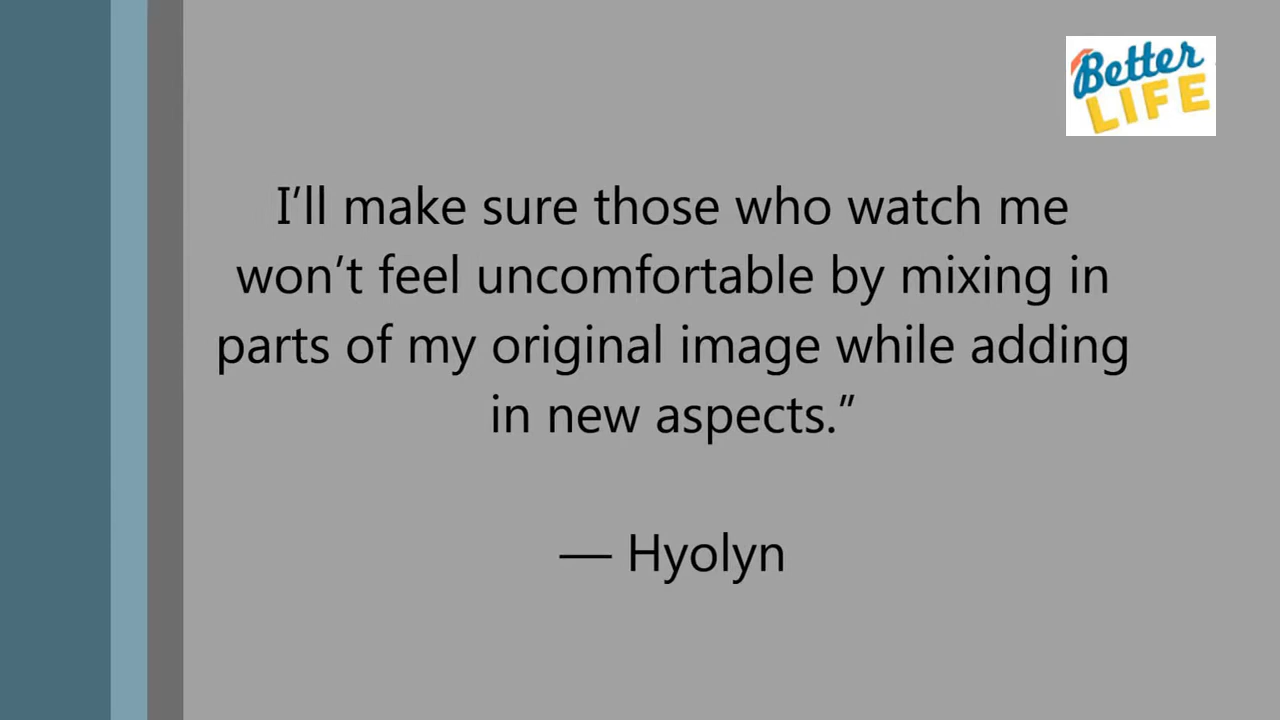 Better
LIFE
I’ll make sure those who watch me
won’t feel uncomfortable by mixing in
parts of my original image while adding
in new aspects.”
— Hyolyn